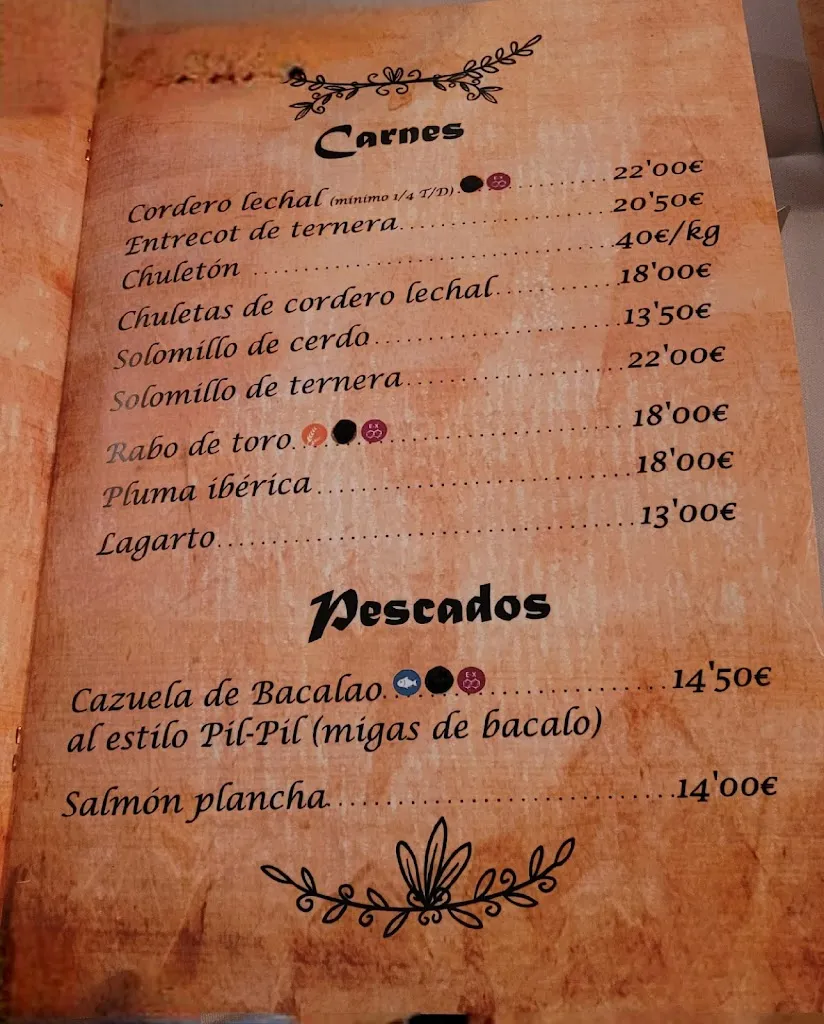 Carnes
Cordero lechal (mínimo 1/4 T/D) 22'00€
Entrecot de ternera 20'50€
Chuletón 40€/kg
Chuletas de cordero lechal 18'00€
Solomillo de cerdo 13'50€
Solomillo de ternera 22'00€
Rabo de toro 18'00€
Pluma ibérica 18'00€
Lagarto 13'00€
Pescados
Cazuela de Bacalao 14'50€
al estilo Pil-Pil (migas de bacalo)
Salmón plancha 14'00€